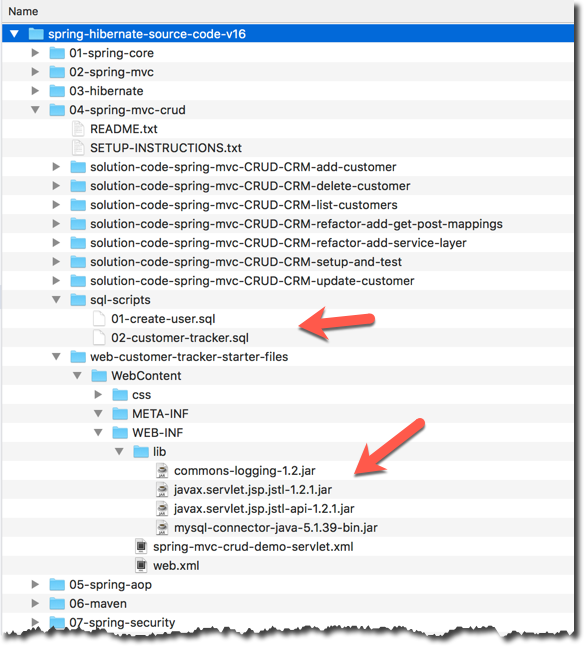 Name
spring-hibernate-source-code-v16
01-spring-core
02-spring-mvc
03-hibernate
04-spring-mvc-crud
README.txt
SETUP-INSTRUCTIONS.txt
solution-code-spring-mvc-CRUD-CRM-add-customer
solution-code-spring-mvc-CRUD-CRM-delete-customer
solution-code-spring-mvc-CRUD-CRM-list-customers
solution-code-spring-mvc-CRUD-CRM-refactor-add-get-post-mappings
solution-code-spring-mvc-CRUD-CRM-refactor-add-service-layer
solution-code-spring-mvc-CRUD-CRM-setup-and-test
solution-code-spring-mvc-CRUD-CRM-update-customer
sql-scripts
01-create-user.sql
02-customer-tracker.sql
web-customer-tracker-starter-files
WebContent
css
META-INF
WEB-INF
lib
commons-logging-1.2.jar
javax.servlet.jsp.jstl-1.2.1.jar
javax.servlet.jsp.jstl-api-1.2.1.jar
mysql-connector-java-5.1.39-bin.jar
spring-mvc-crud-demo-servlet.xml
web.xml
05-spring-aop
06-maven
07-spring-security